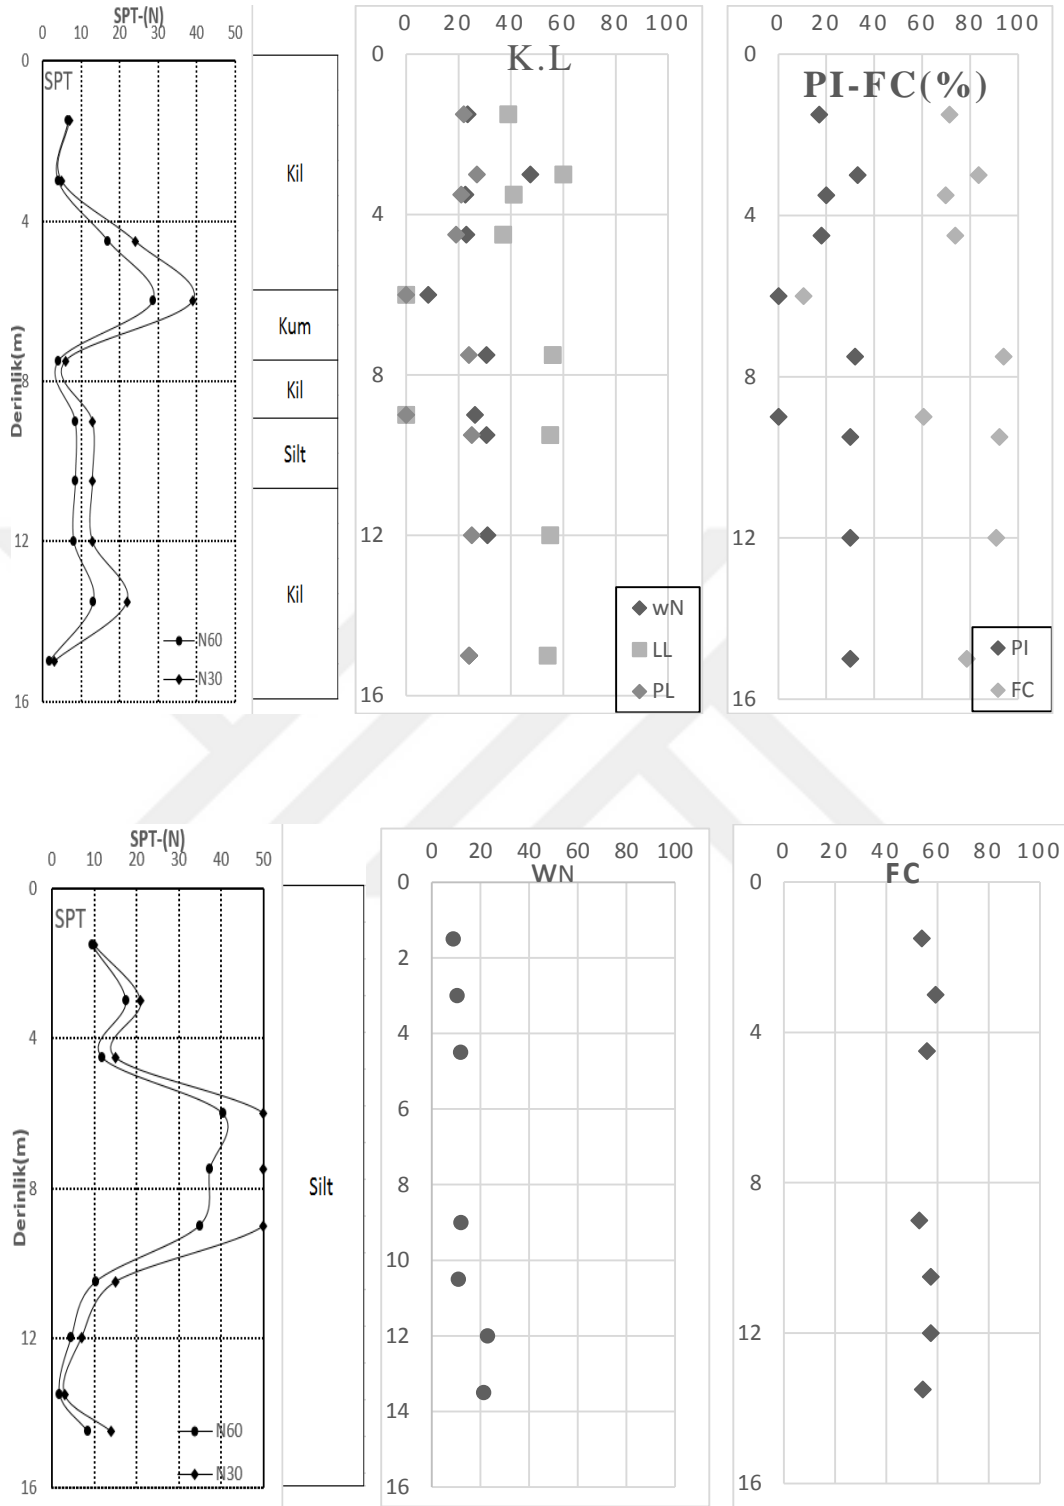 SPT-(N)
0 10 20 30 40 50
SPT
0
4
8
12
16
Derinlik(m)
N60
N30
Kil
Kum
Kil
Silt
Kil
0 20 40 60 80 100
K.L
0
4
8
12
16
wN
LL
PL
0 20 40 60 80 100
PI-FC(%)
0
4
8
12
16
PI
FC
SPT-(N)
0 10 20 30 40 50
SPT
0
4
8
12
16
Derinlik(m)
N60
N30
Silt
0 20 40 60 80 100
WN
0
2
4
6
8
10
12
14
16
0 20 40 60 80 100
FC
0
4
8
12
16